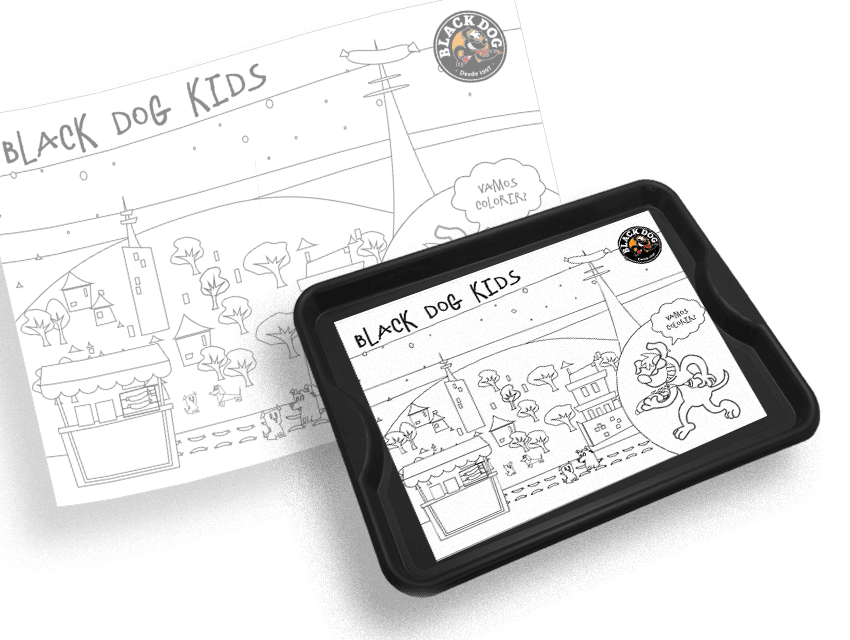 BLACK DOG KIDS
BLACK DOG
Desde 1997
VAMOS
COLORIR?
BLACK DOG KIDS
BLACK DOG
VAMOS
COLORIR?